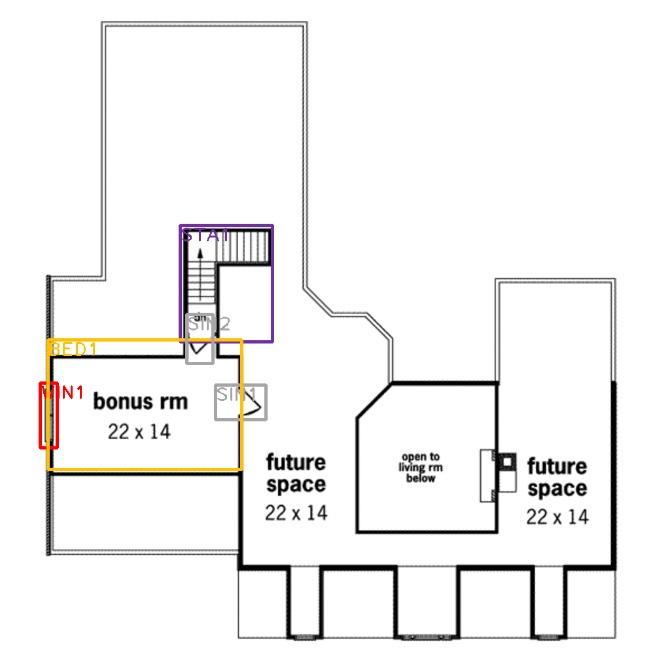 STA1
dn
SIN2
BED1
WIN1
SIN1
bonus rm
22 x 14
future
space
22 x 14
open to
living rm
below
future
space
22 x 14